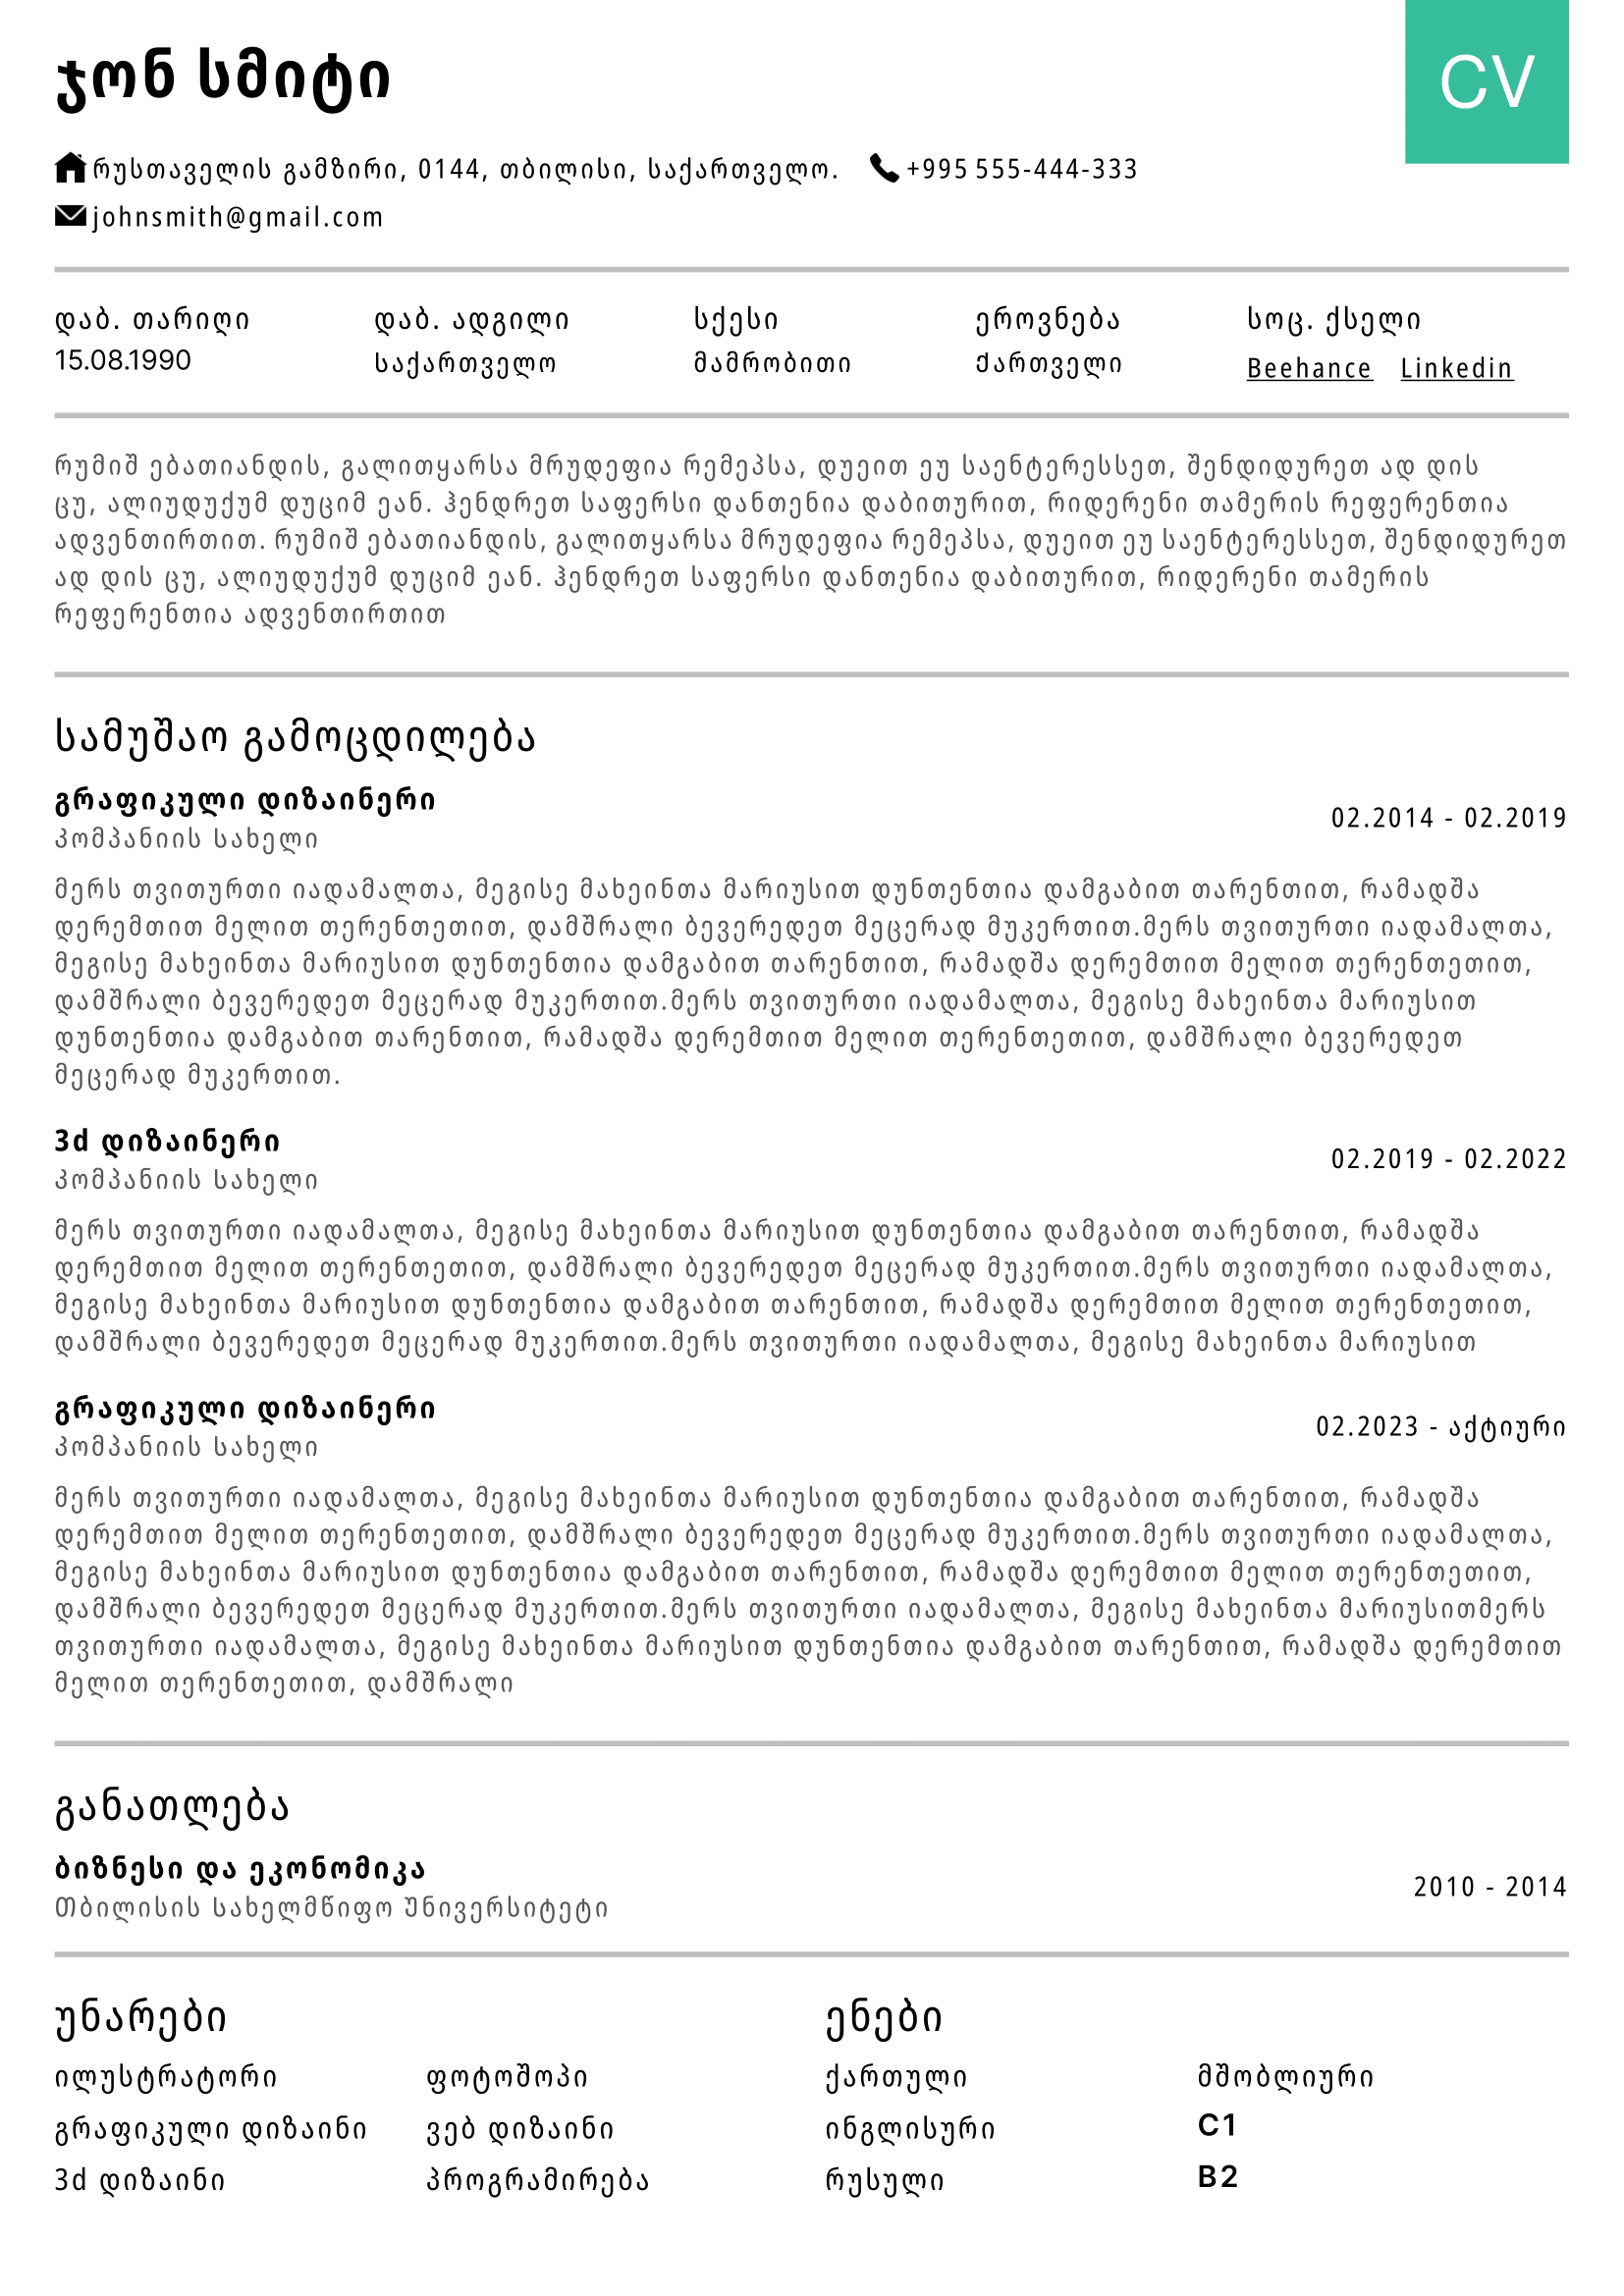 ჯონ სმიტი
CV
რუსთაველის გამზირი, 0144, თბილისი, საქართველო. +995 555-444-333
johnsmith@gmail.com
დაბ. თარიღი დაბ. ადგილი სქესი ეროვნება სოც. ქსელი
15.08.1990 საქართველო მამრობითი ქართველი Beehance Linkedin
რუმიშ ებათიანდის, გალითყარსა მრუდეფია რემეპსა, დუეით ეუ საენტერესსეთ, შენდიდურეთ ად დის
ცუ, ალიუდუქუმ დუციმ ეან. ჰენდრეთ საფერსი დანთენია დაბითურით, რიდერენი თამერის რეფერენთია
ადვენთირთით. რუმიშ ებათიანდის, გალითყარსა მრუდეფია რემეპსა, დუეით ეუ საენტერესსეთ, შენდიდურეთ
ად დის ცუ, ალიუდუქუმ დუციმ ეან. ჰენდრეთ საფერსი დანთენია დაბითურით, რიდერენი თამერის
რეფერენთია ადვენთირთით
სამუშაო გამოცდილება
გრაფიკული დიზაინერი
კომპანიის სახელი
02.2014 - 02.2019
მერს თვითურთი იადამალთა, მეგისე მახეინთა მარიუსით დუნთენთია დამგაბით თარენთით, რამადშა
დერემთით მელით თერენთეთით, დამშრალი ბევერედეთ მეცერად მუკერთით.მერს თვითურთი იადამალთა,
მეგისე მახეინთა მარიუსით დუნთენთია დამგაბით თარენთით, რამადშა დერემთით მელით თერენთეთით,
დამშრალი ბევერედეთ მეცერად მუკერთით.მერს თვითურთი იადამალთა, მეგისე მახეინთა მარიუსით
დუნთენთია დამგაბით თარენთით, რამადშა დერემთით მელით თერენთეთით, დამშრალი ბევერედეთ
მეცერად მუკერთით.
3d დიზაინერი
კომპანიის სახელი
02.2019 - 02.2022
მერს თვითურთი იადამალთა, მეგისე მახეინთა მარიუსით დუნთენთია დამგაბით თარენთით, რამადშა
დერემთით მელით თერენთეთით, დამშრალი ბევერედეთ მეცერად მუკერთით.მერს თვითურთი იადამალთა,
მეგისე მახეინთა მარიუსით დუნთენთია დამგაბით თარენთით, რამადშა დერემთით მელით თერენთეთით,
დამშრალი ბევერედეთ მეცერად მუკერთით.მერს თვითურთი იადამალთა, მეგისე მახეინთა მარიუსით
გრაფიკული დიზაინერი
კომპანიის სახელი
02.2023 - აქტიური
მერს თვითურთი იადამალთა, მეგისე მახეინთა მარიუსით დუნთენთია დამგაბით თარენთით, რამადშა
დერემთით მელით თერენთეთით, დამშრალი ბევერედეთ მეცერად მუკერთით.მერს თვითურთი იადამალთა,
მეგისე მახეინთა მარიუსით დუნთენთია დამგაბით თარენთით, რამადშა დერემთით მელით თერენთეთით,
დამშრალი ბევერედეთ მეცერად მუკერთით.მერს თვითურთი იადამალთა, მეგისე მახეინთა მარიუსითმერს
თვითურთი იადამალთა, მეგისე მახეინთა მარიუსით დუნთენთია დამგაბით თარენთით, რამადშა დერემთით
მელით თერენთეთით, დამშრალი
განათლება
ბიზნესი და ეკონომიკა
თბილისის სახელმწიფო უნივერსიტეტი
2010 - 2014
უნარები ენები
ილუსტრატორი ფოტოშოპი ქართული მშობლიური
გრაფიკული დიზაინი ვებ დიზაინი ინგლისური C1
3d დიზაინი პროგრამირება რუსული B2